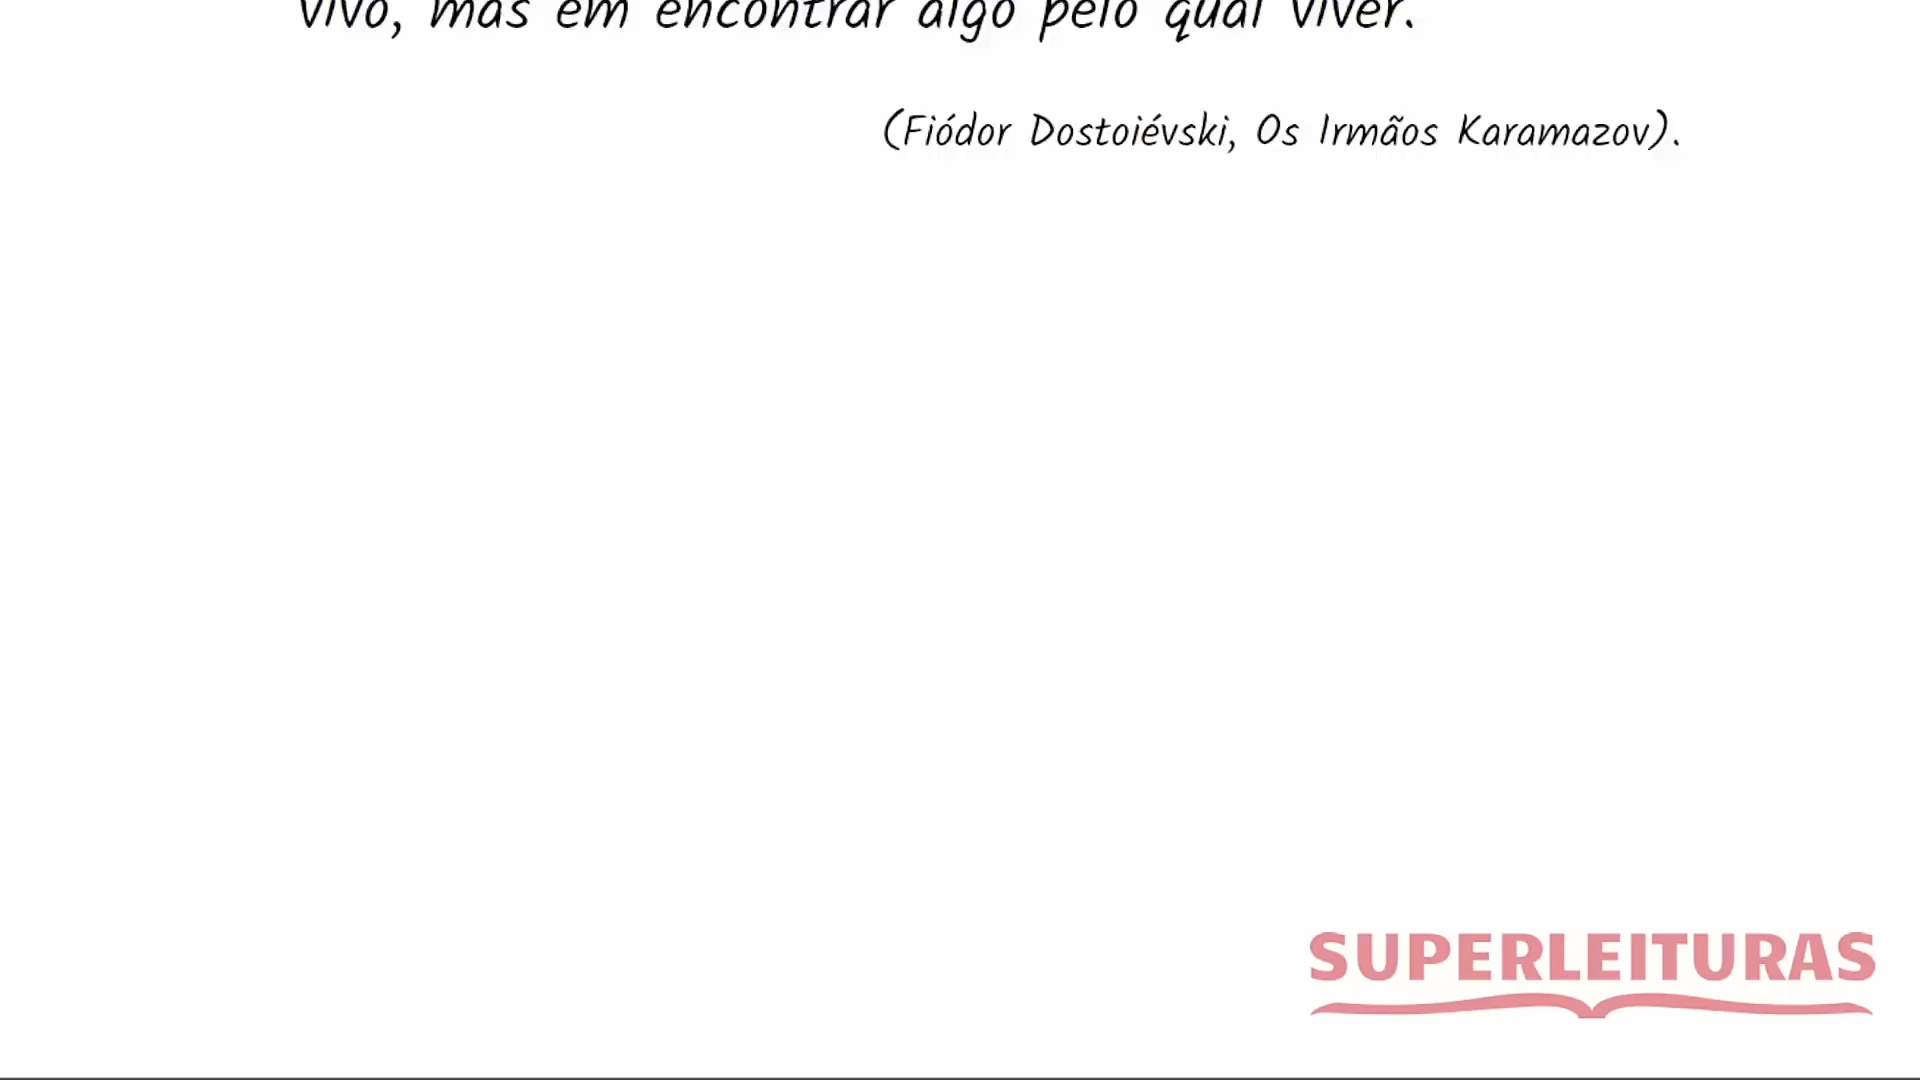 vivo, mas em encontrar algo pelo qual viver.
(Fiódor Dostoiévski, Os Irmãos Karamazov).
SUPERLEITURAS